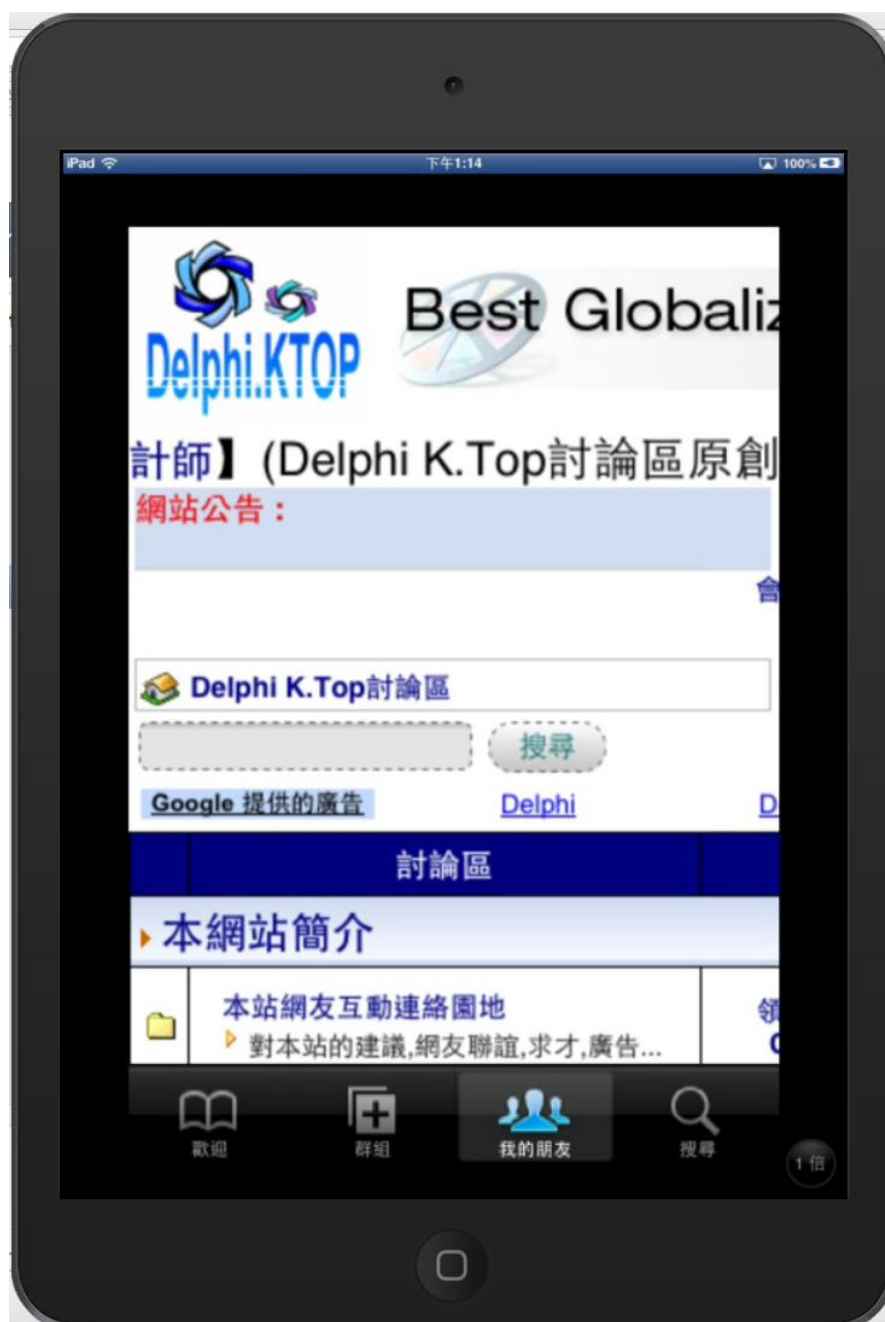 iPad 下午1:14 100%
Delphi.KTOP
Best Globaliz
計師】(Delphi K.Top討論區原創
網站公告：
會
Delphi K.Top討論區
搜尋
Google 提供的廣告 Delphi D
討論區
本網站簡介
本站網友互動連絡園地
對本站的建議,網友聯誼,求才,廣告...
歡迎 群組 我的朋友 搜尋
1 倍